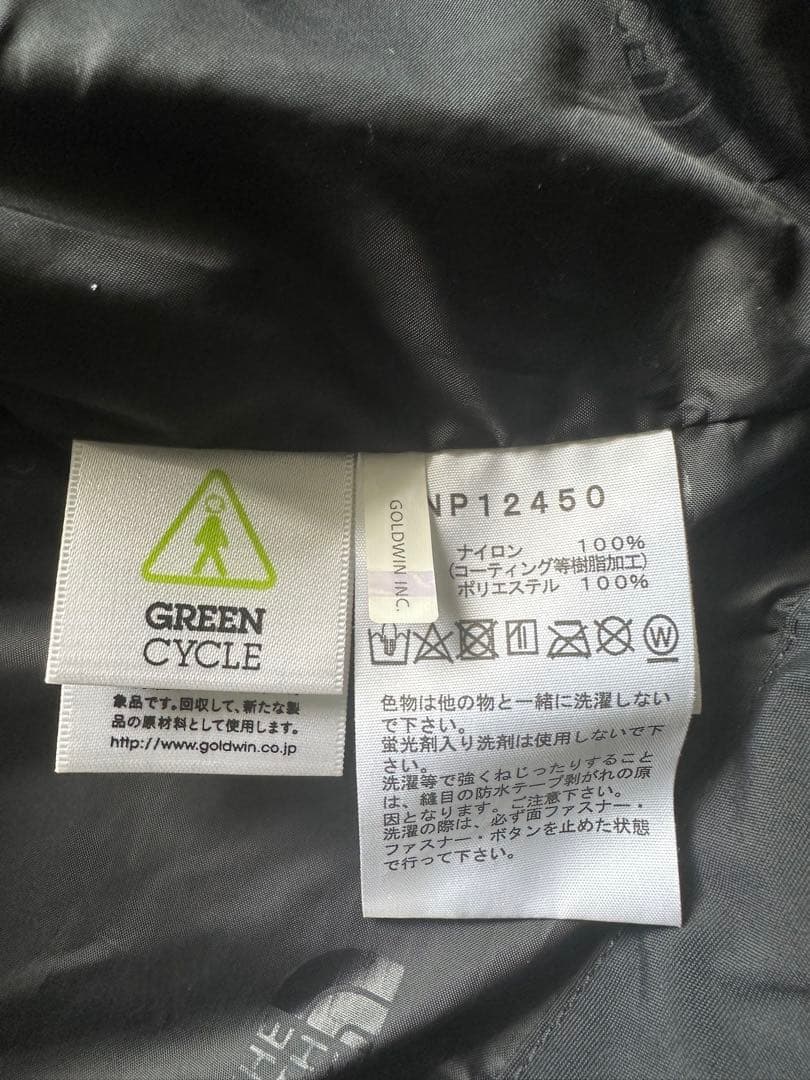 GREEN
CYCLE
象品です。回収して、新たな製
品の原材料として使用します。
http://www.goldwin.co.jp
GOLDWIN INC.
NP12450
ナイロン 100%
(コーティング等樹脂加工)
ポリエステル 100%
W
色物は他の物と一緒に洗濯しない
で下さい。
蛍光剤入り洗剤は使用しないで下
さい。
洗濯等で強くねじったりすること
は、縫目の防水テープ剥がれの原
因となります。ご注意下さい。
洗濯の際は、必ず面ファスナー・
ファスナー・ボタンを止めた状態
で行って下さい。
THE